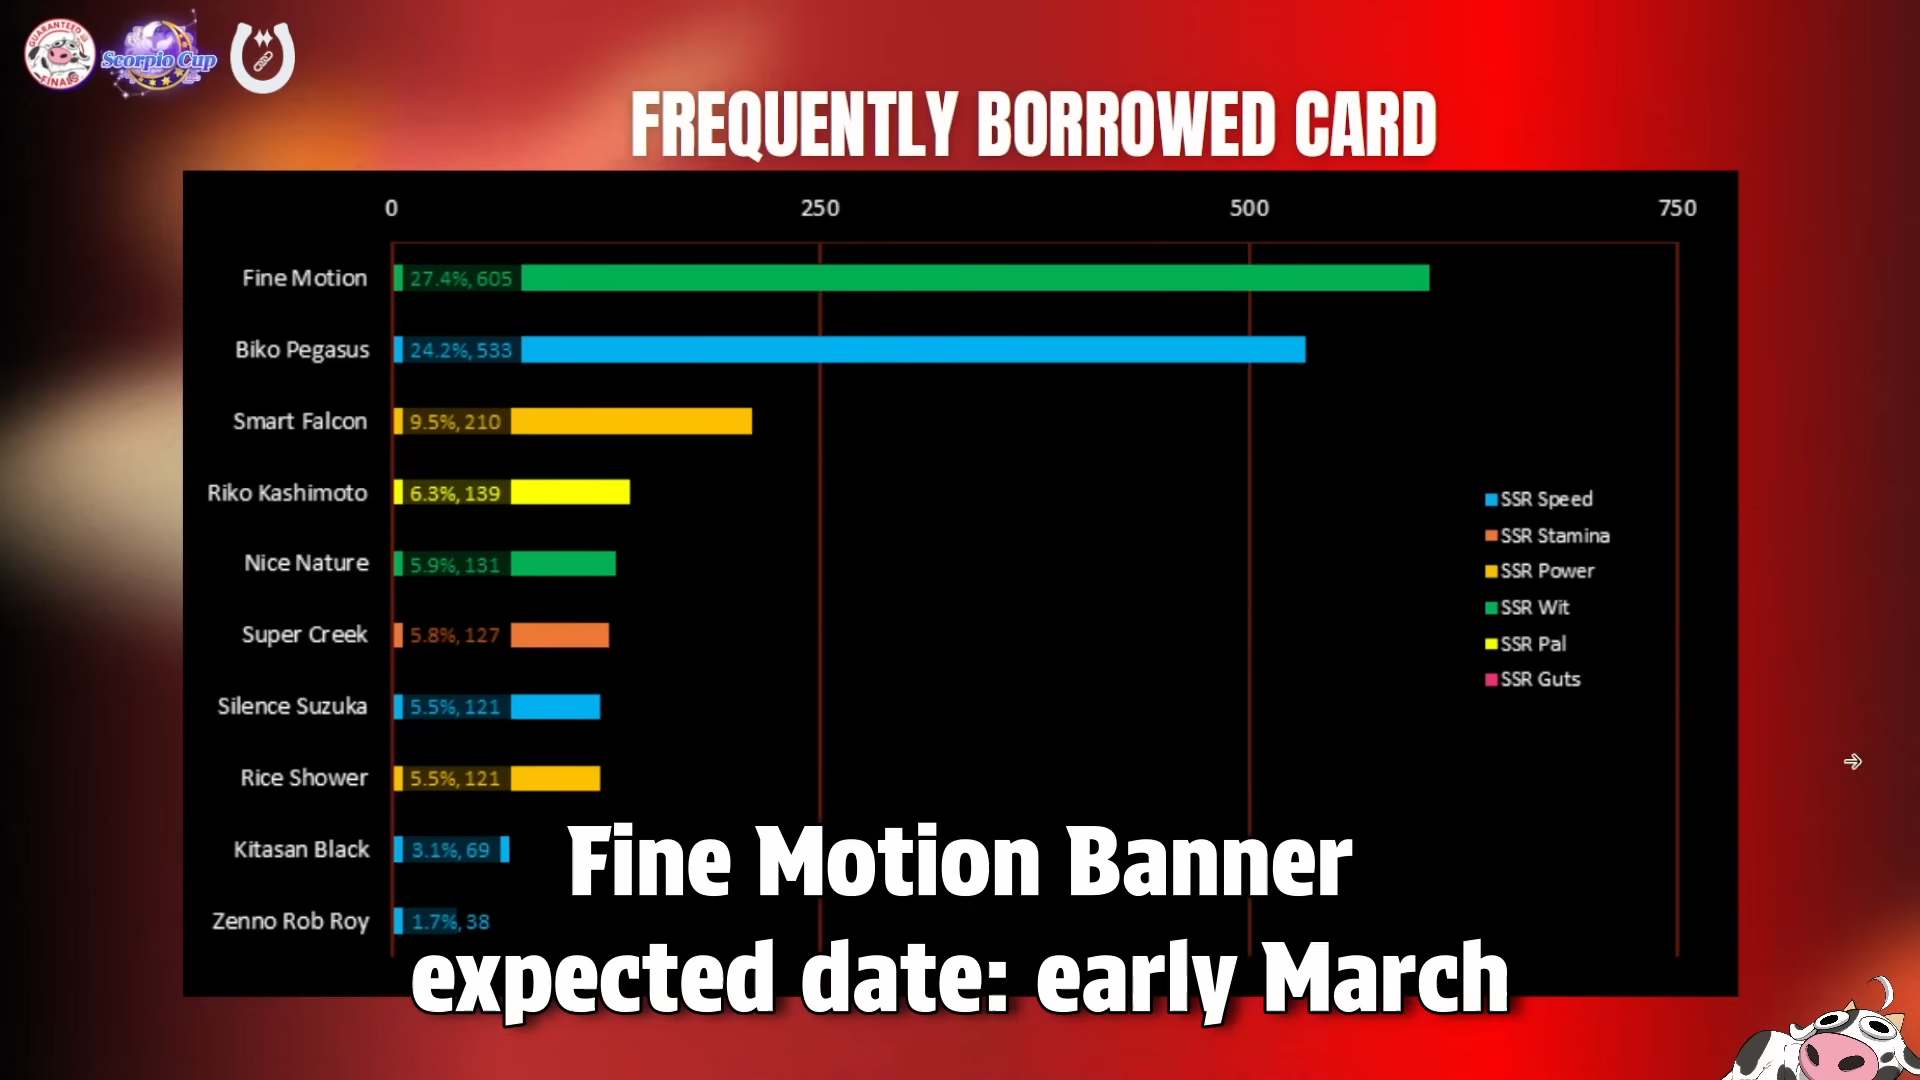 GUARANTEED
FINALS
Scorpio Cup
FREQUENTLY BORROWED CARD
0 250 500 750
Fine Motion 27.4%, 605
Biko Pegasus 24.2%, 533
Smart Falcon 9.5%, 210
Riko Kashimoto 6.3%, 139
Nice Nature 5.9%, 131
Super Creek 5.8%, 127
Silence Suzuka 5.5%, 121
Rice Shower 5.5%, 121
Kitasan Black 3.1%, 69
Zenno Rob Roy 1.7%, 38
SSR Speed
SSR Stamina
SSR Power
SSR Wit
SSR Pal
SSR Guts
Fine Motion Banner
expected date: early March